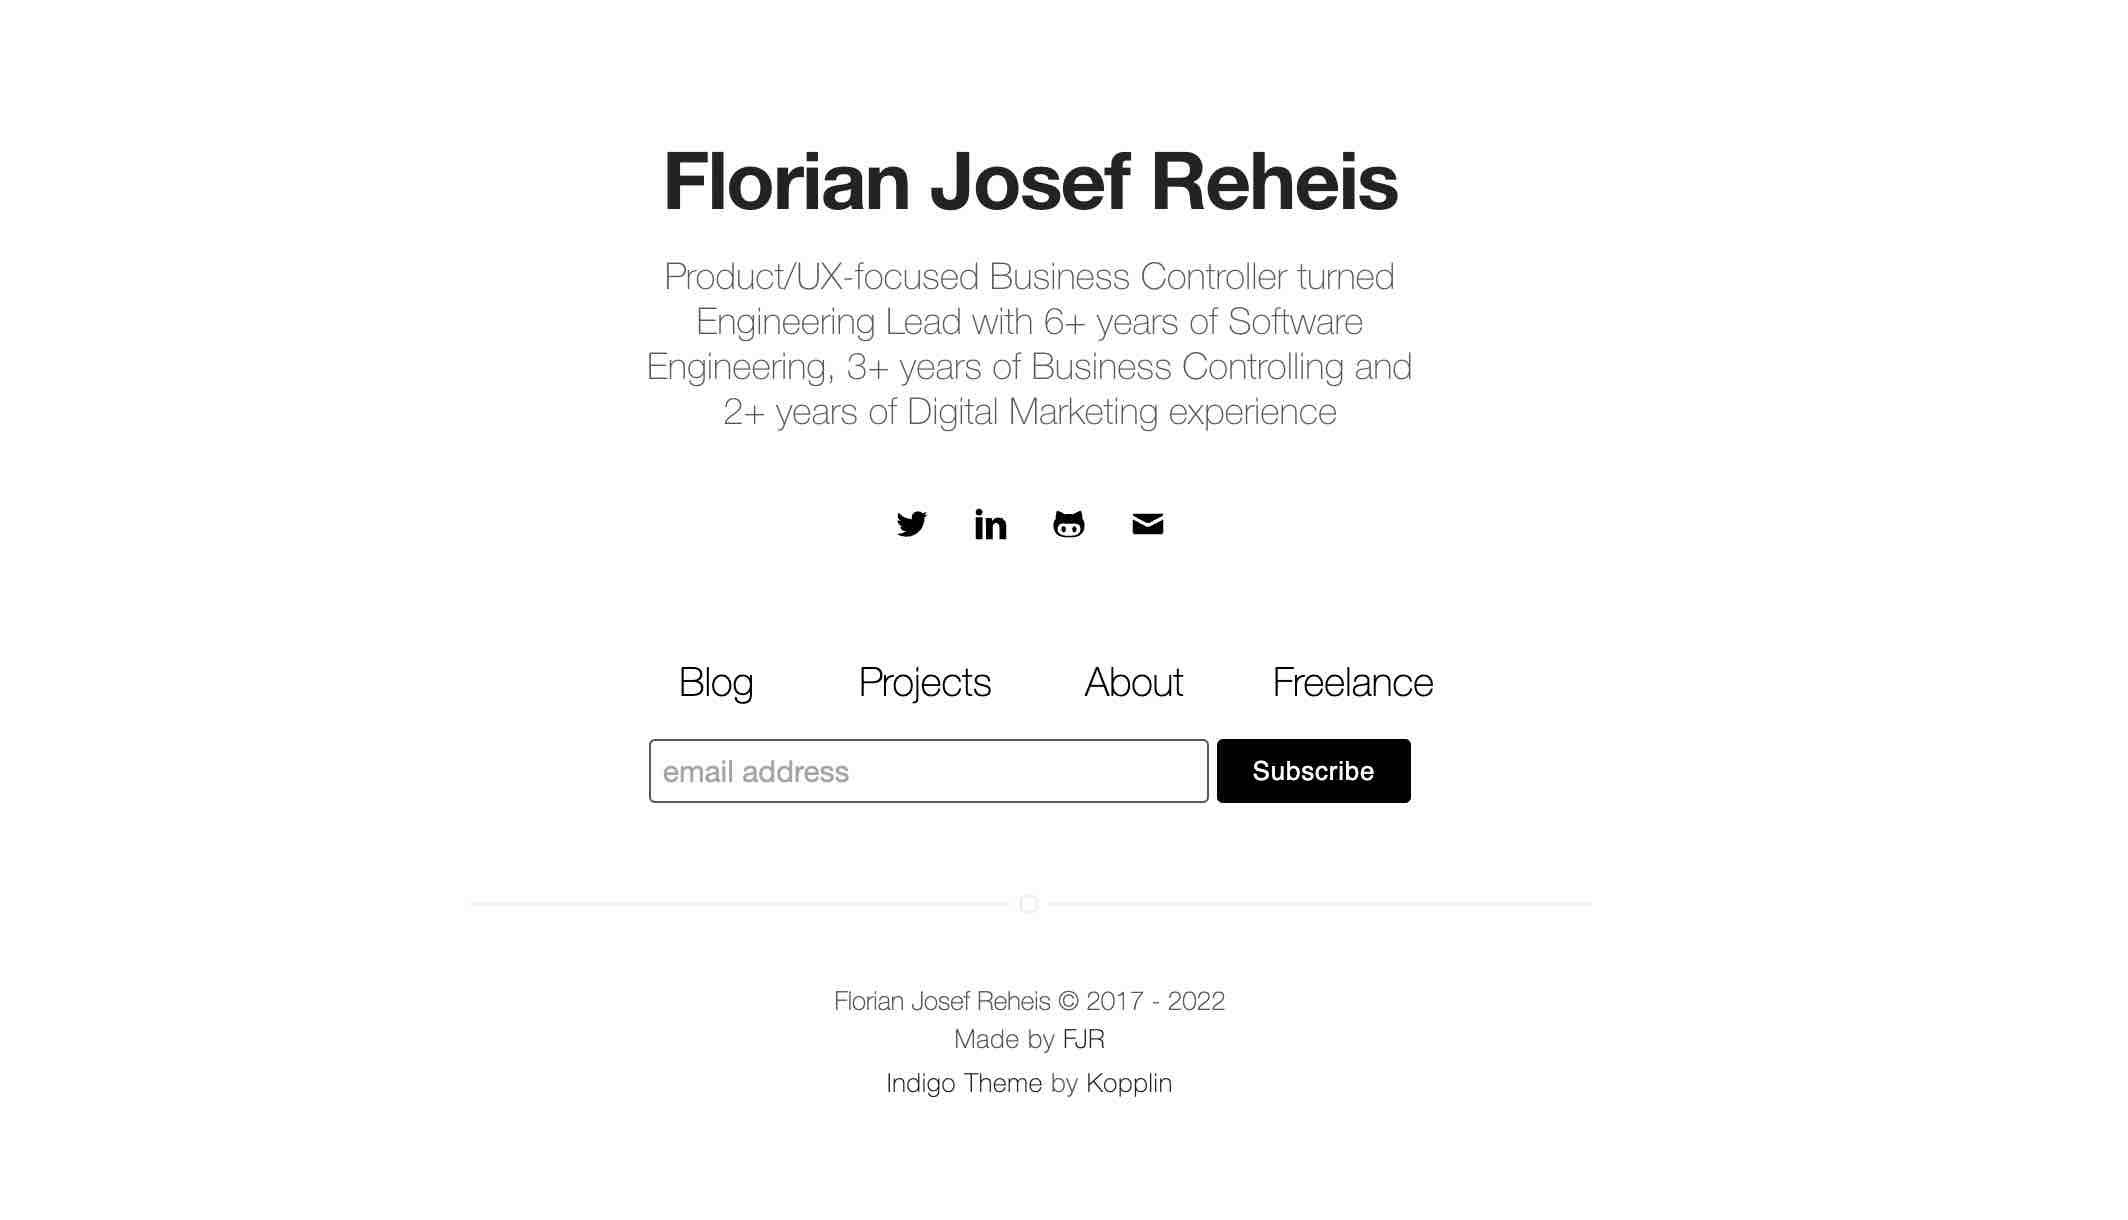 Florian Josef Reheis
Product/UX-focused Business Controller turned
Engineering Lead with 6+ years of Software
Engineering, 3+ years of Business Controlling and
2+ years of Digital Marketing experience
in
Blog Projects About Freelance
email address Subscribe
Florian Josef Reheis © 2017 - 2022
Made by FJR
Indigo Theme by Kopplin